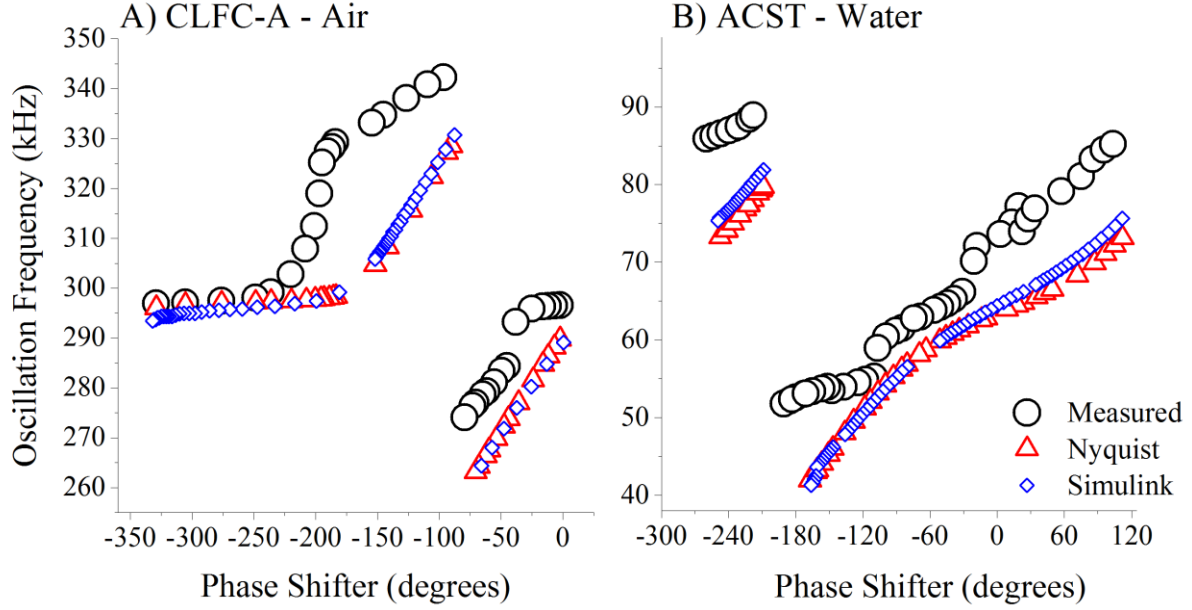 A) CLFC-A - Air
B) ACST - Water
Oscillation Frequency (kHz)
350
340
330
320
310
300
290
280
270
260
-350 -300 -250 -200 -150 -100 -50 0
Phase Shifter (degrees)
90
80
70
60
50
40
-300 -240 -180 -120 -60 0 60 120
Phase Shifter (degrees)
Measured
Nyquist
Simulink